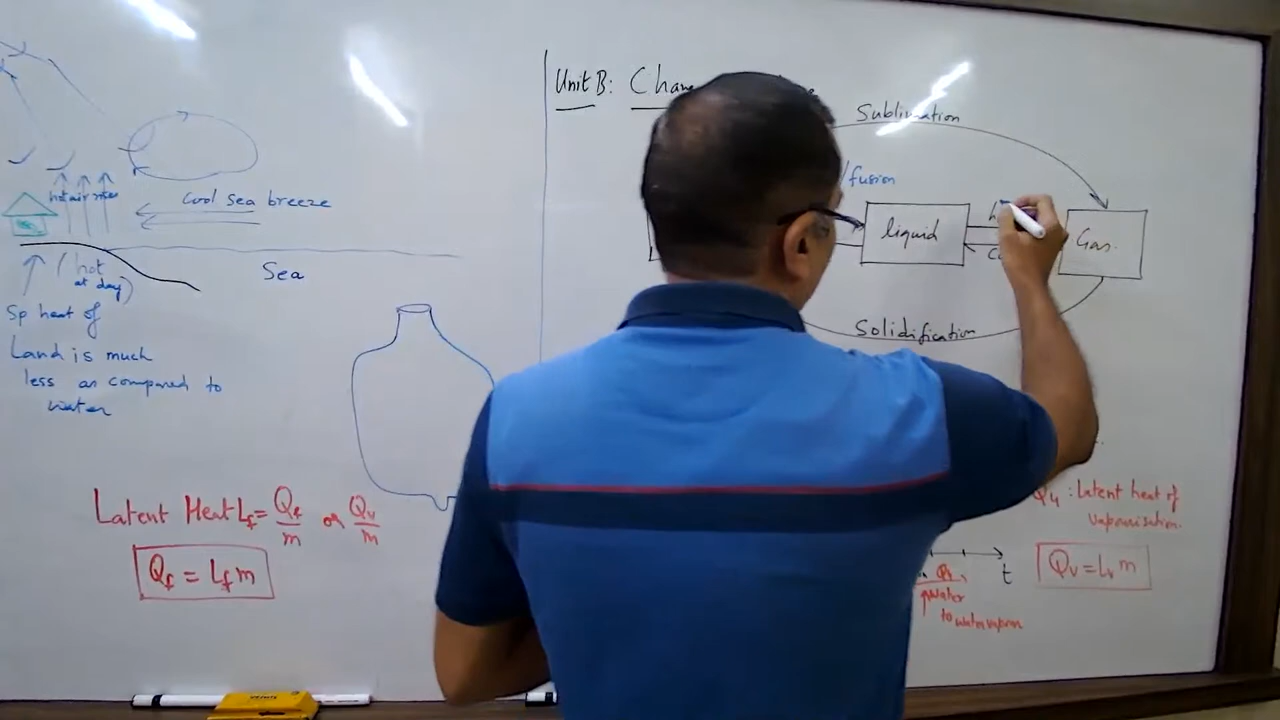 Unit B: Chan
Sublimation
/fusion
liquid
Gas.
Solidification
hot air rises
Cool sea breeze
(hot
at day)
Sea
Sp heat of
Land is much
less as compared to
water
Latent Heat Lf = Qf/m or Qv/m
Qf = Lf m
: Latent heat of
vapourisation.
Qv = Lv m
t
water
to water vapour